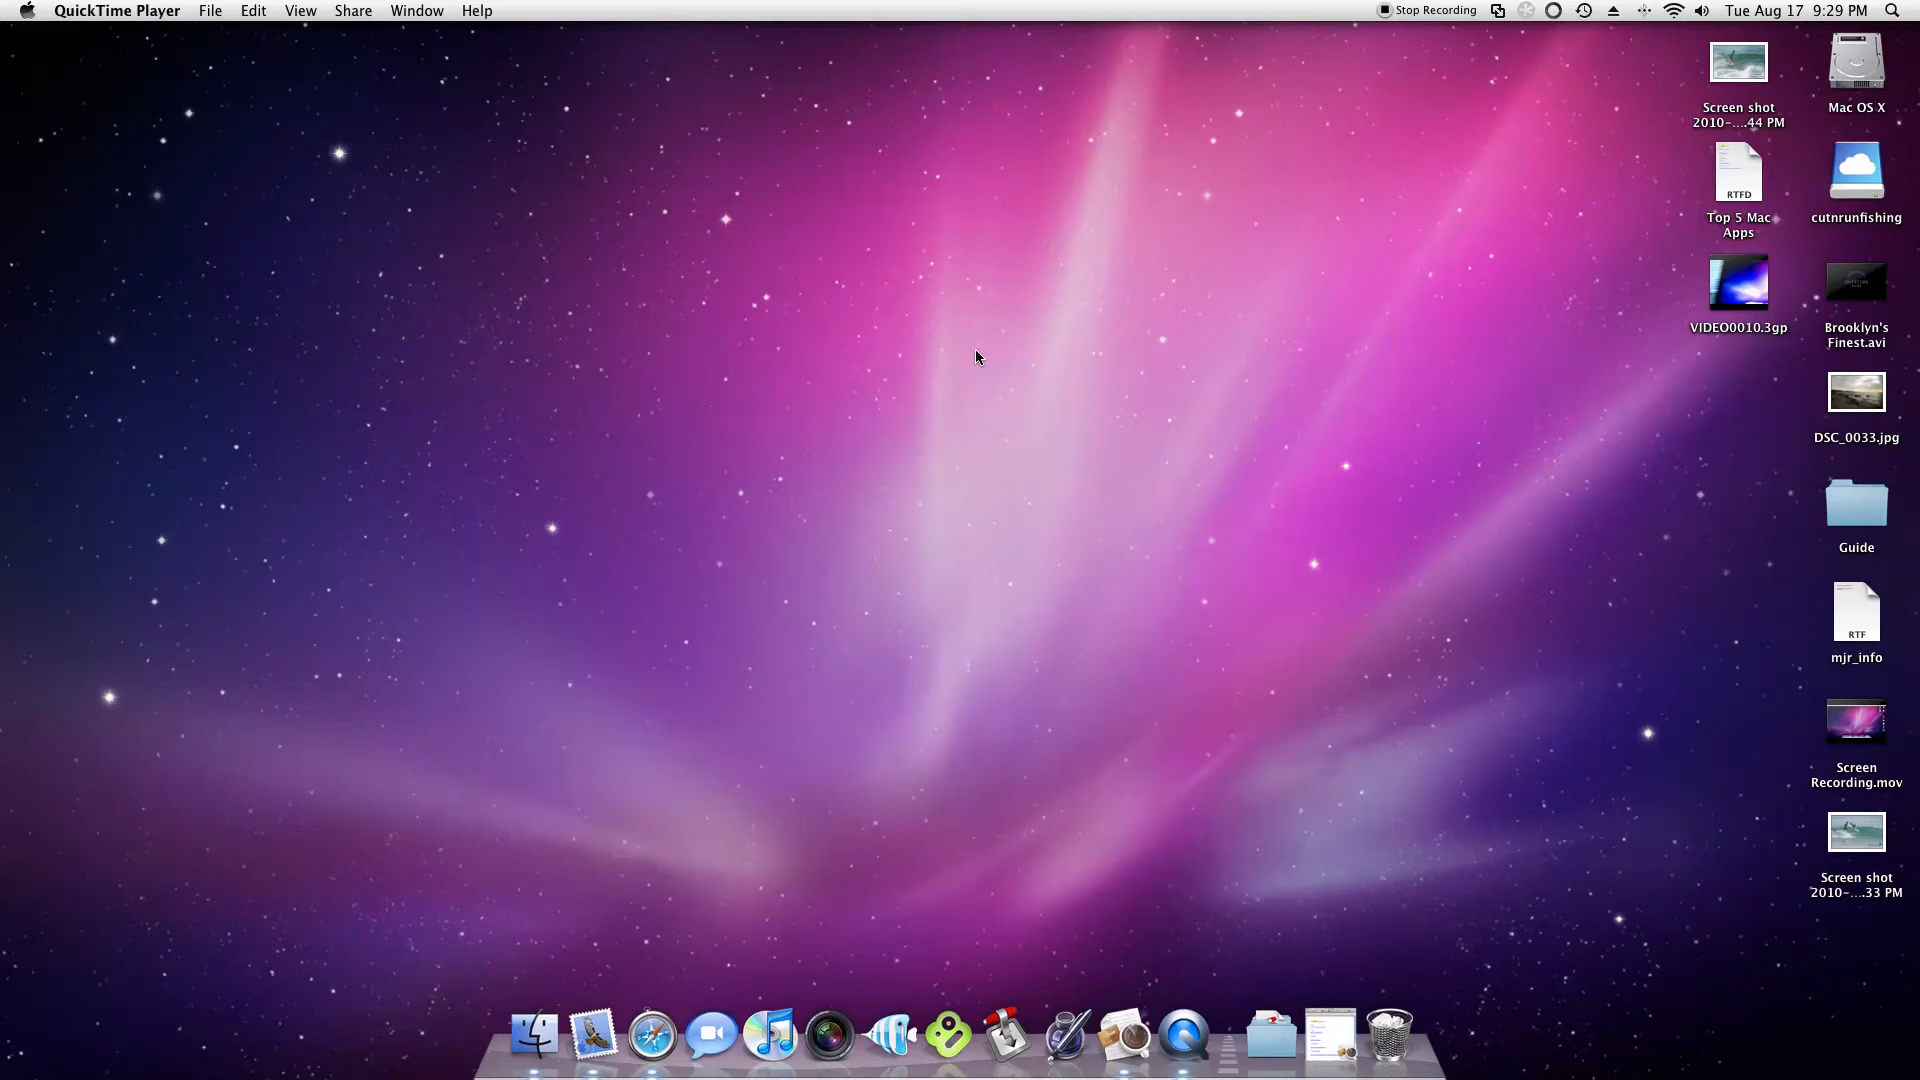 QuickTime Player File Edit View Share Window Help Stop Recording Tue Aug 17 9:29 PM
Screen shot
2010-....44 PM
Mac OS X
RTFD
Top 5 Mac
Apps
cutnrunfishing
VIDEO0010.3gp
Brooklyn's
Finest.avi
DSC_0033.jpg
Guide
RTF
mjr_info
Screen
Recording.mov
Screen shot
2010-....33 PM